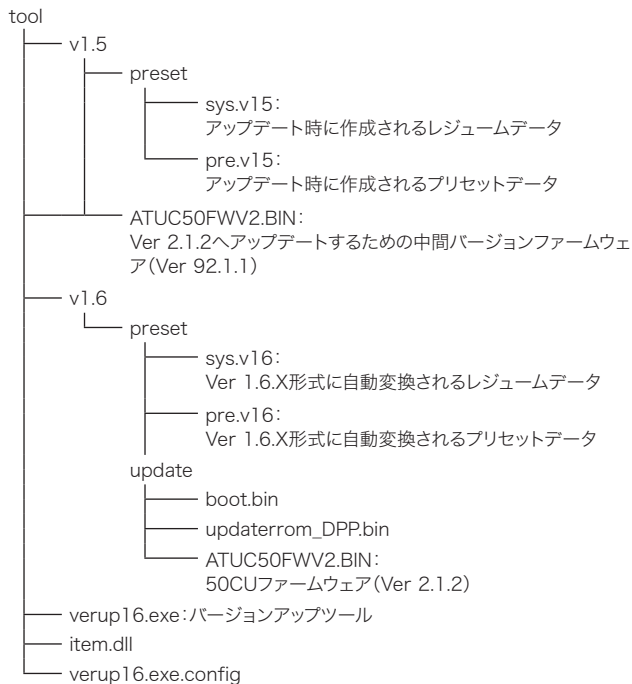 tool
v1.5
preset
sys.v15：
アップデート時に作成されるレジュームデータ
pre.v15：
アップデート時に作成されるプリセットデータ
ATUC50FWV2.BIN：
Ver 2.1.2へアップデートするための中間バージョンファームウェ
ア（Ver 92.1.1）
v1.6
preset
sys.v16：
Ver 1.6.X形式に自動変換されるレジュームデータ
pre.v16：
Ver 1.6.X形式に自動変換されるプリセットデータ
update
boot.bin
updaterrom_DPP.bin
ATUC50FWV2.BIN：
50CUファームウェア（Ver 2.1.2）
verup16.exe：バージョンアップツール
item.dll
verup16.exe.config